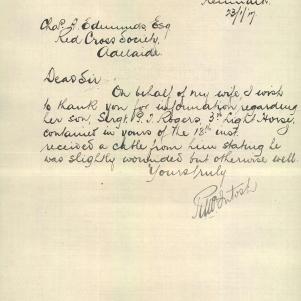 23/1/17
Chas. A. Edmunds, Esq
Red Cross Society,
Adelaide.
Dear Sir
On behalf of my wife, I wish
to thank you for information regarding
her son, Sergt. P. I. Rogers, 3rd Light Horse,
contained in yours of the 18th inst.
received a cable from him stating he
was slightly wounded but otherwise well.
Yours truly
McIntosh